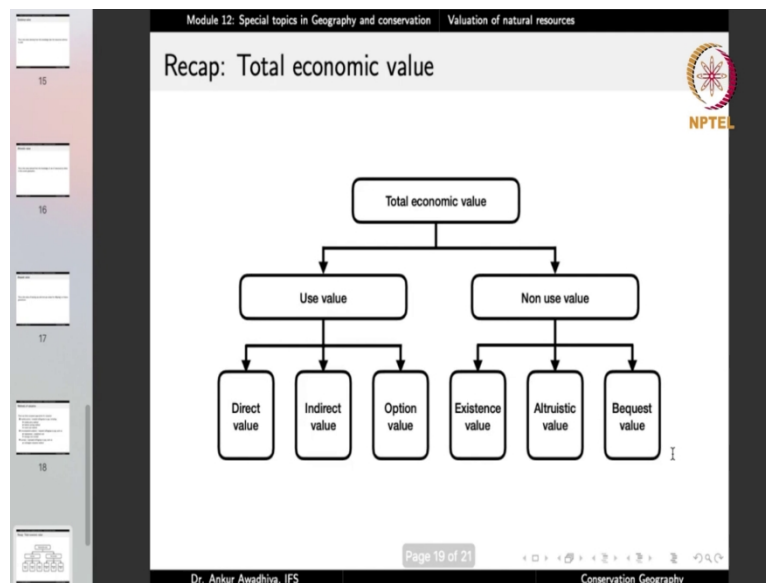 Module 12: Special topics in Geography and conservation Valuation of natural resources
Recap: Total economic value
NPTEL
Total economic value
Use value
Non use value
Direct
value
Indirect
value
Option
value
Existence
value
Altruistic
value
Bequest
value
15
16
17
18
Page 19 of 21
Dr. Ankur Awadhiya, IFS
Conservation Geography